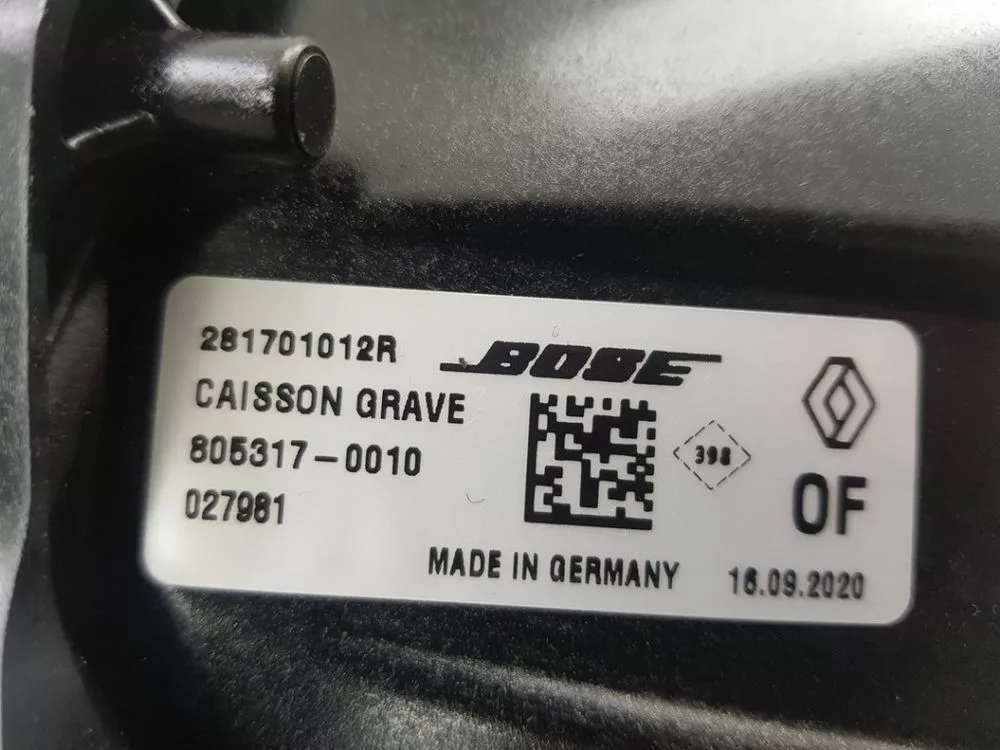 281701012R
BOSE
CAISSON GRAVE
805317-0010
398
027981
OF
MADE IN GERMANY
16.09.2020